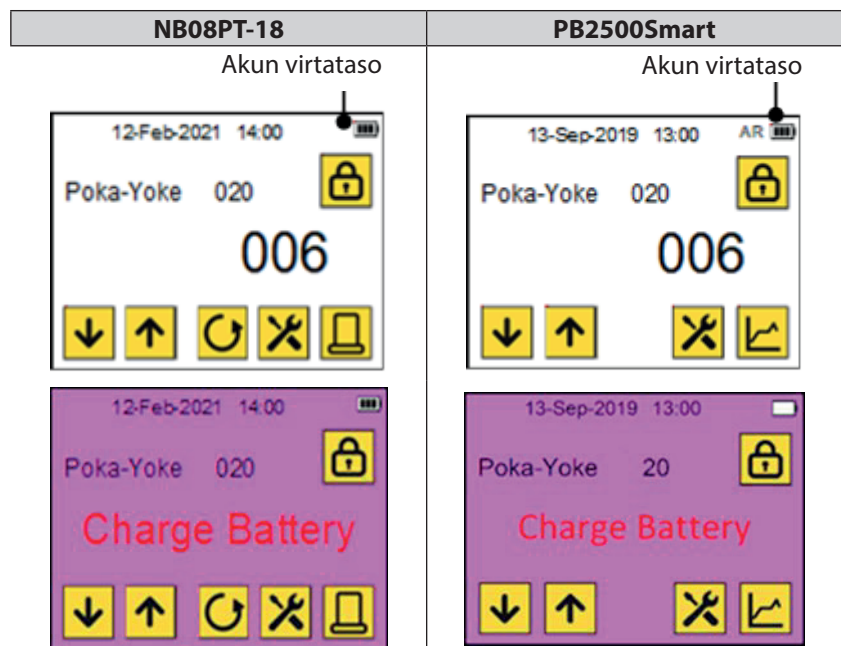 NB08PT-18
PB2500Smart
Akun virtataso
12-Feb-2021 14:00
Poka-Yoke 020
006
Akun virtataso
13-Sep-2019 13:00 AR
Poka-Yoke 020
006
12-Feb-2021 14:00
Poka-Yoke 020
Charge Battery
13-Sep-2019 13:00
Poka-Yoke 20
Charge Battery